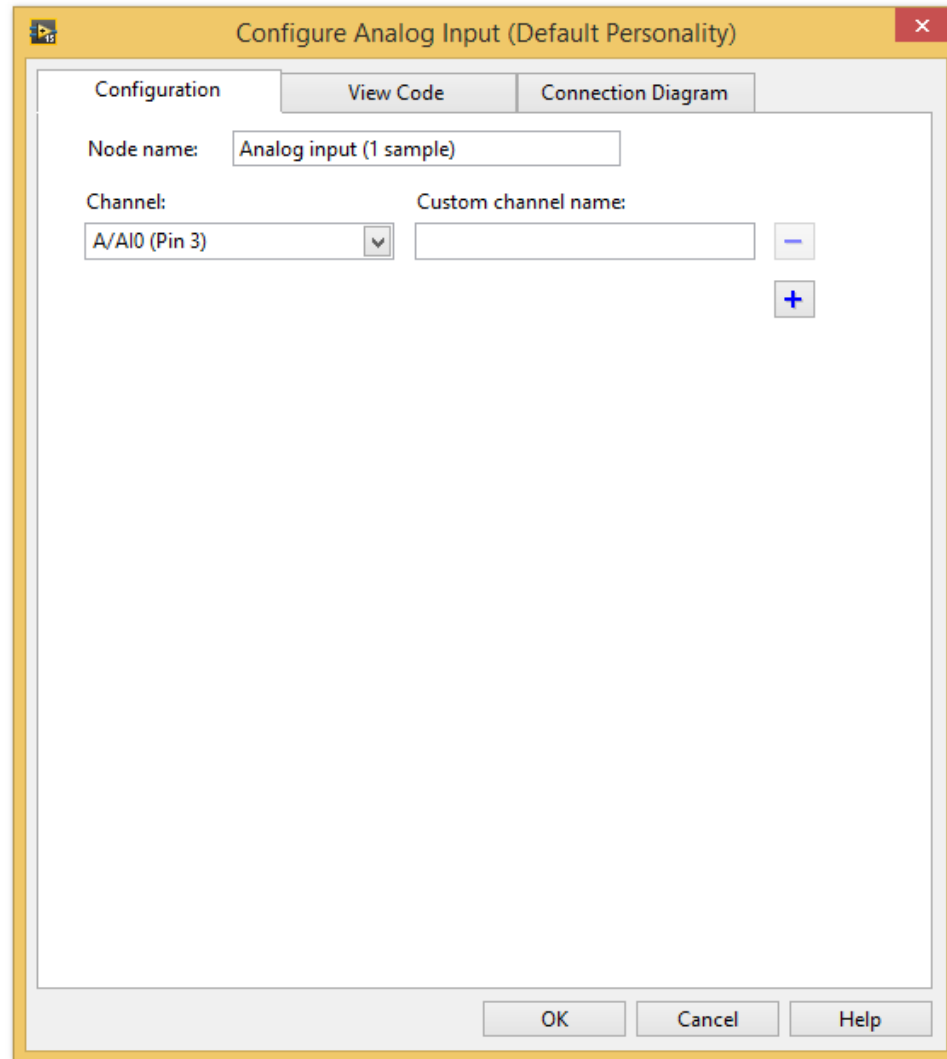 Configure Analog Input (Default Personality)
Configuration View Code Connection Diagram
Node name: Analog input (1 sample)
Channel: Custom channel name:
A/AI0 (Pin 3)
OK Cancel Help